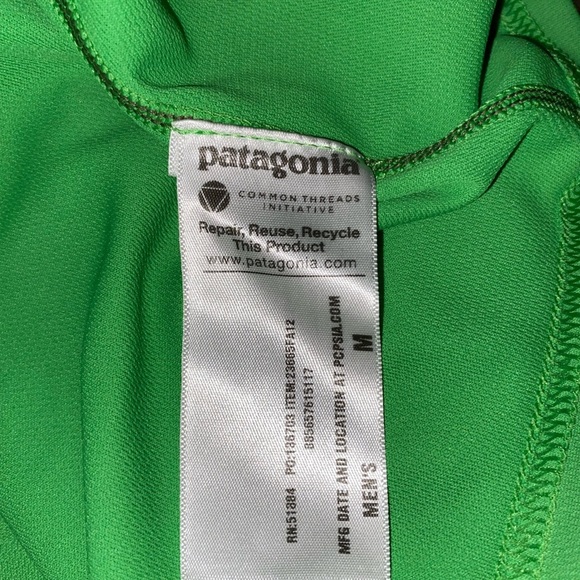 patagonia
COMMON THREADS
INITIATIVE
Repair, Reuse, Recycle
This Product
www.patagonia.com
RN:51884 PO:136703 ITEM:23665FA12
885657615117
MFG DATE AND LOCATION AT PCPSIA.COM
MEN'S M